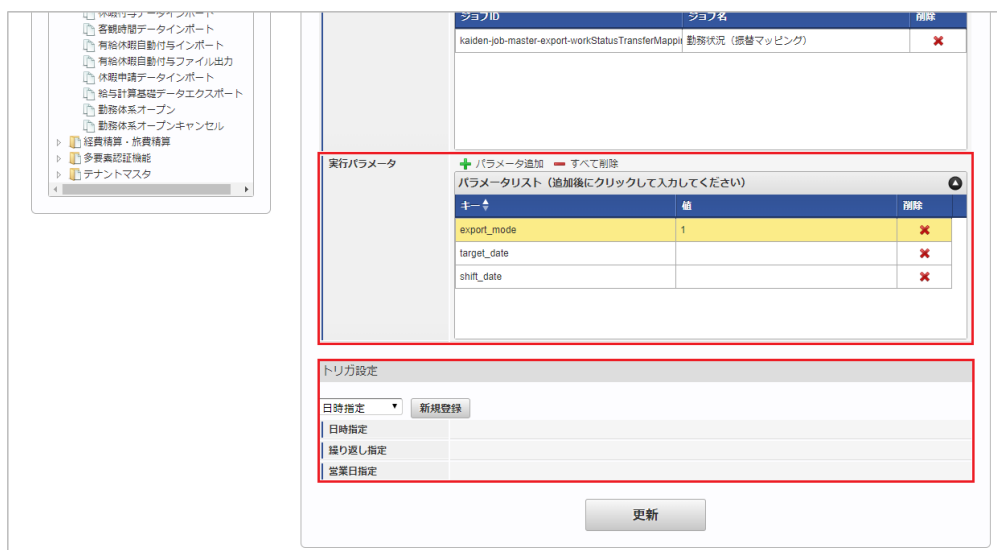 休暇付与データインポート
客観時間データインポート
有給休暇自動付与インポート
有給休暇自動付与ファイル出力
休暇申請データインポート
給与計算基礎データエクスポート
勤務体系オープン
勤務体系オープンキャンセル
経費精算・旅費精算
多要素認証機能
テナントマスタ
ジョブID ジョブ名 削除
kaiden-job-master-export-workStatusTransferMappi 勤務状況（振替マッピング）
実行パラメータ
パラメータ追加 すべて削除
パラメータリスト（追加後にクリックして入力してください）
キー 値 削除
export_mode 1
target_date
shift_date
トリガ設定
日時指定 新規登録
日時指定
繰り返し指定
営業日指定
更新